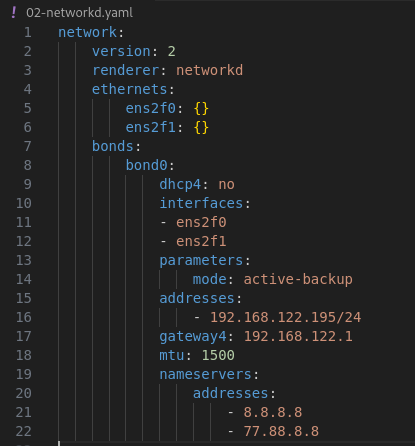 ! 02-networkd.yaml
1 network:
2     version: 2
3     renderer: networkd
4     ethernets:
5         ens2f0: {}
6         ens2f1: {}
7     bonds:
8         bond0:
9             dhcp4: no
10             interfaces:
11             - ens2f0
12             - ens2f1
13             parameters:
14                 mode: active-backup
15             addresses:
16                 - 192.168.122.195/24
17             gateway4: 192.168.122.1
18             mtu: 1500
19             nameservers:
20                 addresses:
21                     - 8.8.8.8
22                     - 77.88.8.8